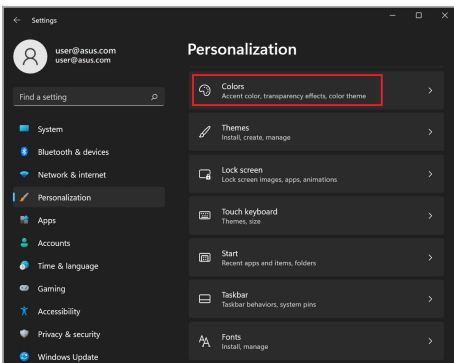 Settings
user@asus.com
user@asus.com
Find a setting
System
Bluetooth & devices
Network & internet
Personalization
Apps
Accounts
Time & language
Gaming
Accessibility
Privacy & security
Windows Update
Personalization
Colors
Accent color, transparency effects, color theme
Themes
Install, create, manage
Lock screen
Lock screen images, apps, animations
Touch keyboard
Themes, size
Start
Recent apps and items, folders
Taskbar
Taskbar behaviors, system pins
Fonts
Install, manage